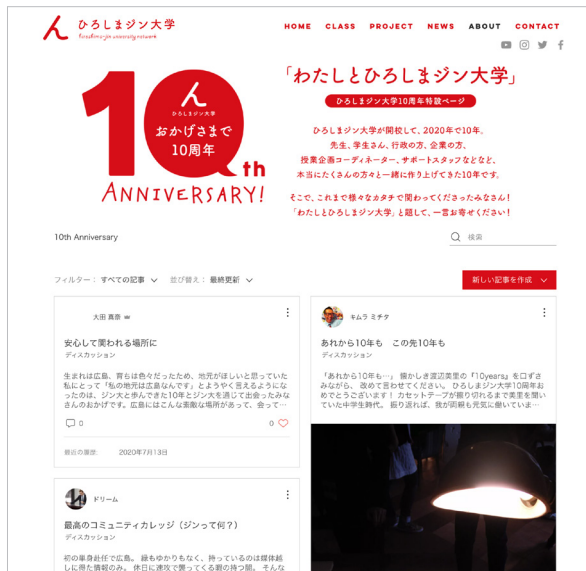 ひろしまジン大学
hiroshima-jin university network
HOME CLASS PROJECT NEWS ABOUT CONTACT
10th
ひろしまジン大学
おかげさまで
10周年
ANNIVERSARY!
「わたしとひろしまジン大学」
ひろしまジン大学10周年特設ページ
ひろしまジン大学が開校して、2020年で10年。
先生、学生さん、行政の方、企業の方、
授業企画コーディネーター、サポートスタッフなどなど、
本当にたくさんの方々と一緒に作り上げてきた10年です。
そこで、これまで様々なカタチで関わってくださったみなさん!
「わたしとひろしまジン大学」と題して、一言お寄せください!
10th Anniversary
検索
フィルター: すべての記事
並び替え: 最終更新
新しい記事を作成
大田 真奈
安心して関われる場所に
ディスカッション
生まれは広島、育ちは色々だったため、地元がほしいと思っていた
私にとって「私の地元は広島なんです」とようやく言えるようにな
ったのは、ジン大と歩んできた10年とジン大を通じて出会ったみな
さんのおかげです。広島にはこんな素敵な場所があって、会って…
0
0
最近の履歴: 2020年7月13日
ドリーム
最高のコミュニティカレッジ(ジンって何?)
ディスカッション
初の単身赴任で広島。 縁もゆかりもなく、持っているのは媒体越
しに得た情報のみ。 休日に速攻で襲ってくる暇の持つ間。 そんな
キムラ ミチタ
あれから10年も この先10年も
ディスカッション
『あれから10年も…』 懐かしき渡辺美里の『10years』を口ずさ
みながら、 改めて言わせてください。 ひろしまジン大学10周年お
めでとうございます! カセットテープが擦り切れるまで美里を聞い
ていた中学生時代。 振り返れば、我が両親も元気に働いていま…